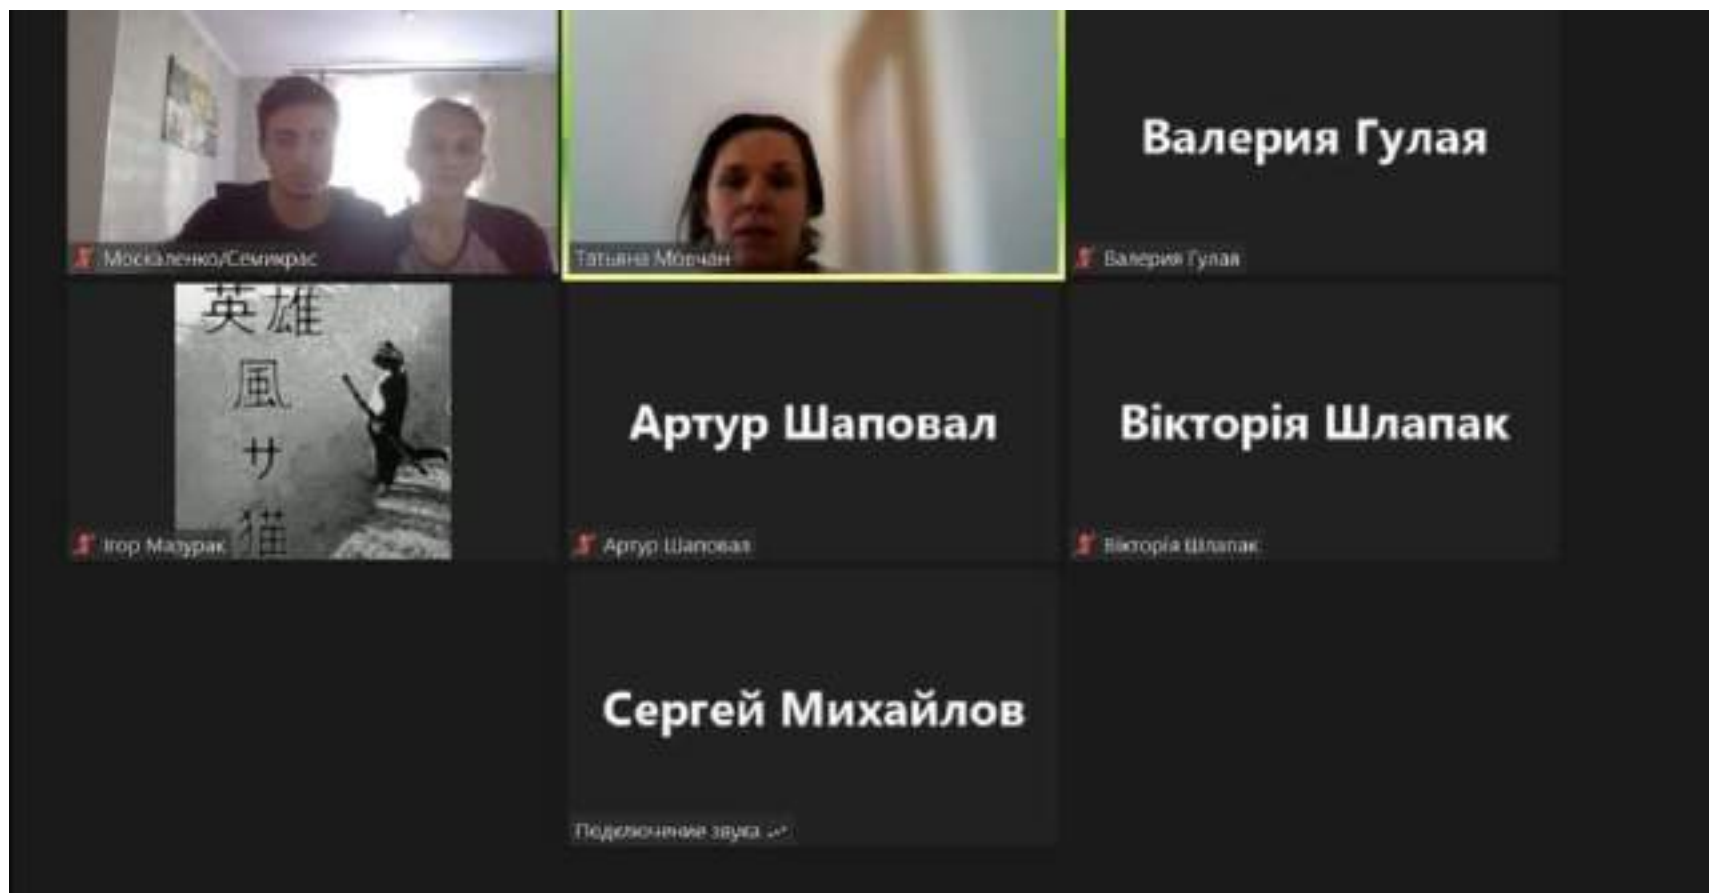 Москаленко/Семикрас
Татьяна Мовчан
Валерия Гулая
Валерия Гулая
英雄
風
サ
猫
Ігор Мазурак
Артур Шаповал
Артур Шаповал
Вікторія Шлапак
Вікторія Шлапак
Сергей Михайлов
Подключение звука